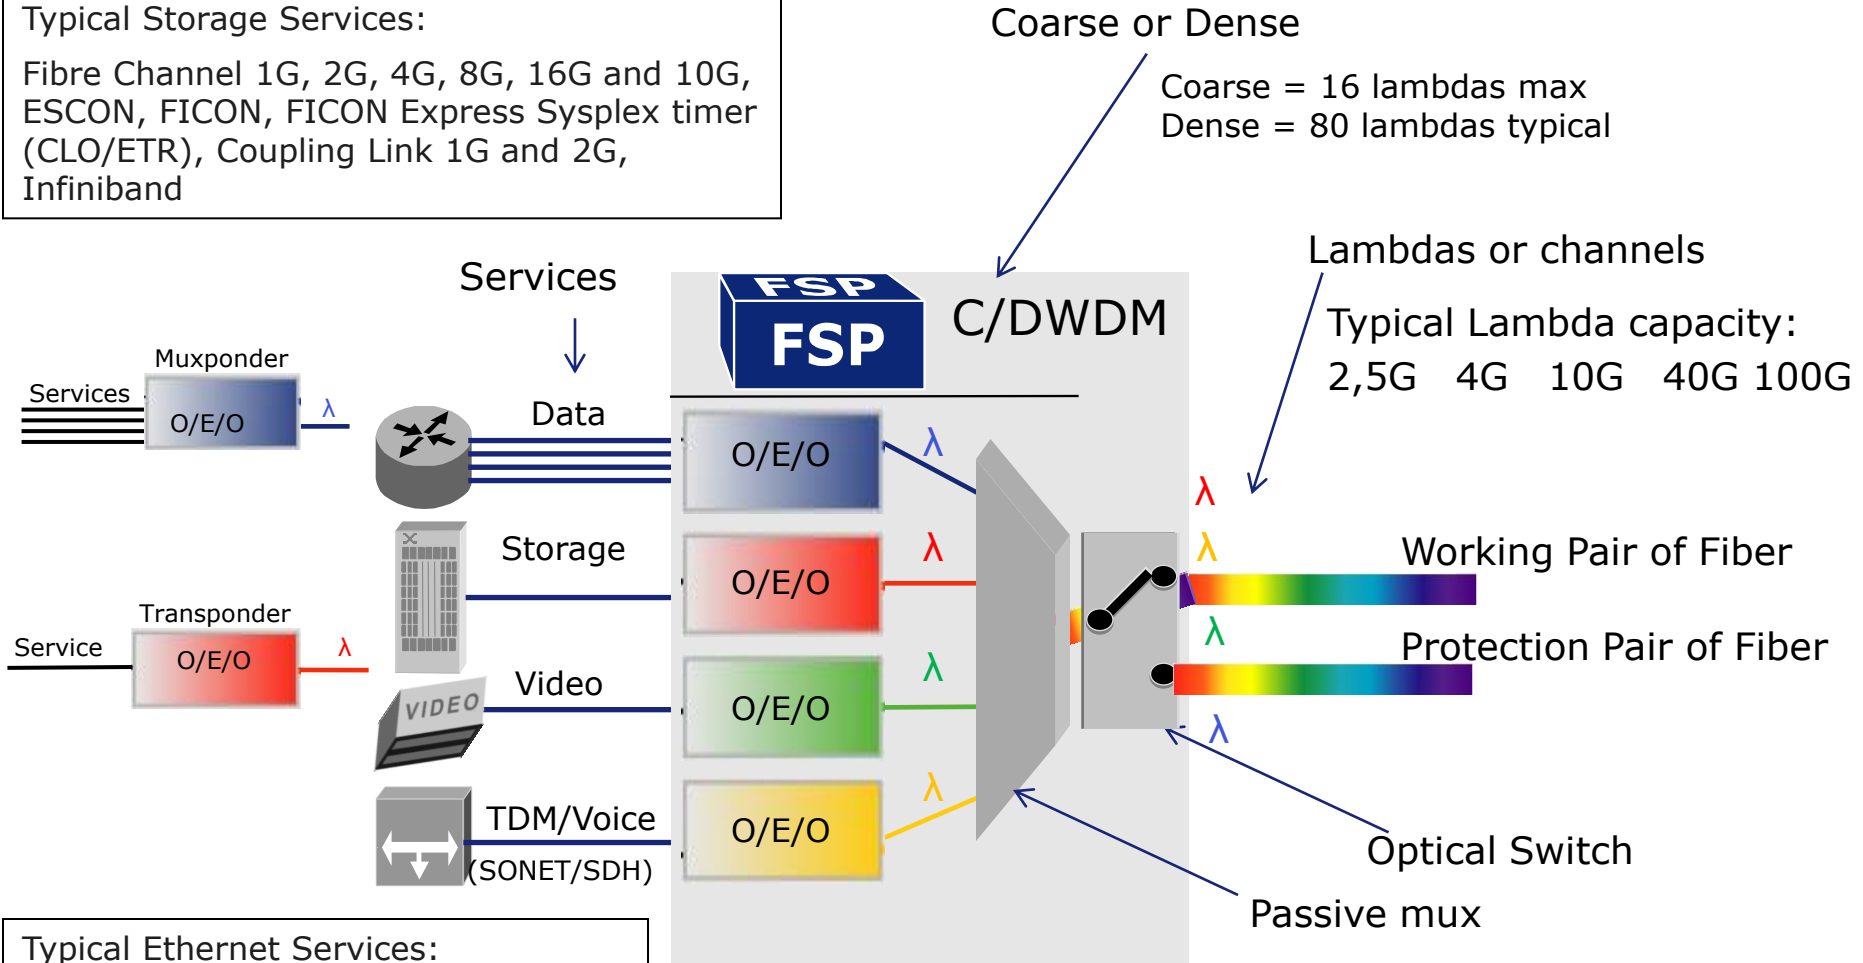 Typical Storage Services:
Fibre Channel 1G, 2G, 4G, 8G, 16G and 10G,
ESCON, FICON, FICON Express Sysplex timer
(CLO/ETR), Coupling Link 1G and 2G,
Infiniband
Coarse or Dense
Coarse = 16 lambdas max
Dense = 80 lambdas typical
Lambdas or channels
Typical Lambda capacity:
2,5G 4G 10G 40G 100G
Services
FSP
FSP
C/DWDM
Muxponder
Services
O/E/O
λ
Data
O/E/O
λ
λ
Storage
O/E/O
λ
λ
Working Pair of Fiber
Transponder
Service
O/E/O
λ
λ
Protection Pair of Fiber
Video
VIDEO
O/E/O
λ
λ
TDM/Voice
(SONET/SDH)
O/E/O
λ
Optical Switch
Passive mux
Typical Ethernet Services: